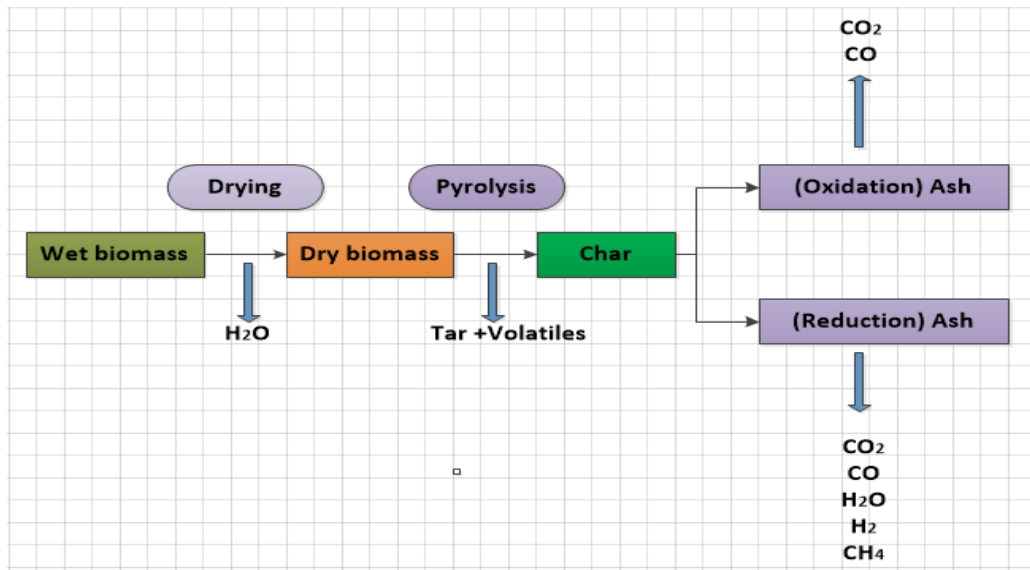 CO2
CO
Drying
Pyrolysis
(Oxidation) Ash
Wet biomass
Dry biomass
Char
H2O
Tar +Volatiles
(Reduction) Ash
CO2
CO
H2O
H2
CH4